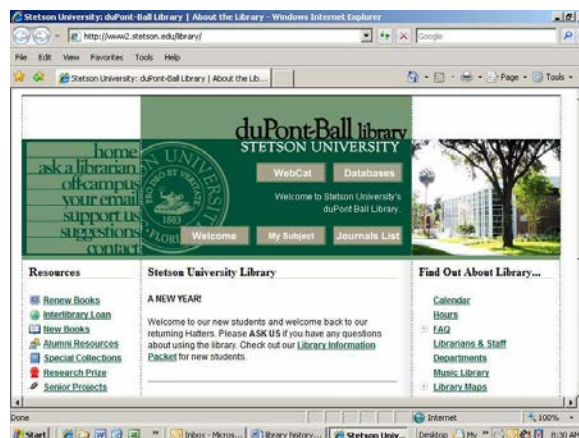 Stetson University: duPont-Ball Library | About the Library - Windows Internet Explorer
http://www2.stetson.edu/library/
Google
File Edit View Favorites Tools Help
Stetson University: duPont-Ball Library | About the Lib...
Page Tools
duPont-Ball library
STETSON UNIVERSITY
home
ask a librarian
off-campus
your email
support us
suggestions
contact
WebCat Databases
Welcome to Stetson University's
duPont Ball Library.
Welcome My Subject Journals List
1883
Resources
Renew Books
Interlibrary Loan
New Books
Alumni Resources
Special Collections
Research Prize
Senior Projects
Stetson University Library
A NEW YEAR!
Welcome to our new students and welcome back to our
returning Hatters. Please ASK US if you have any questions
about using the library. Check out our Library Information
Packet for new students.
Find Out About Library...
Calendar
Hours
FAQ
Librarians & Staff
Departments
Music Library
Library Maps
Done Internet 100%
Start Inbox - Micros... library history... Stetson Univ... Desktop My 8:30 AM